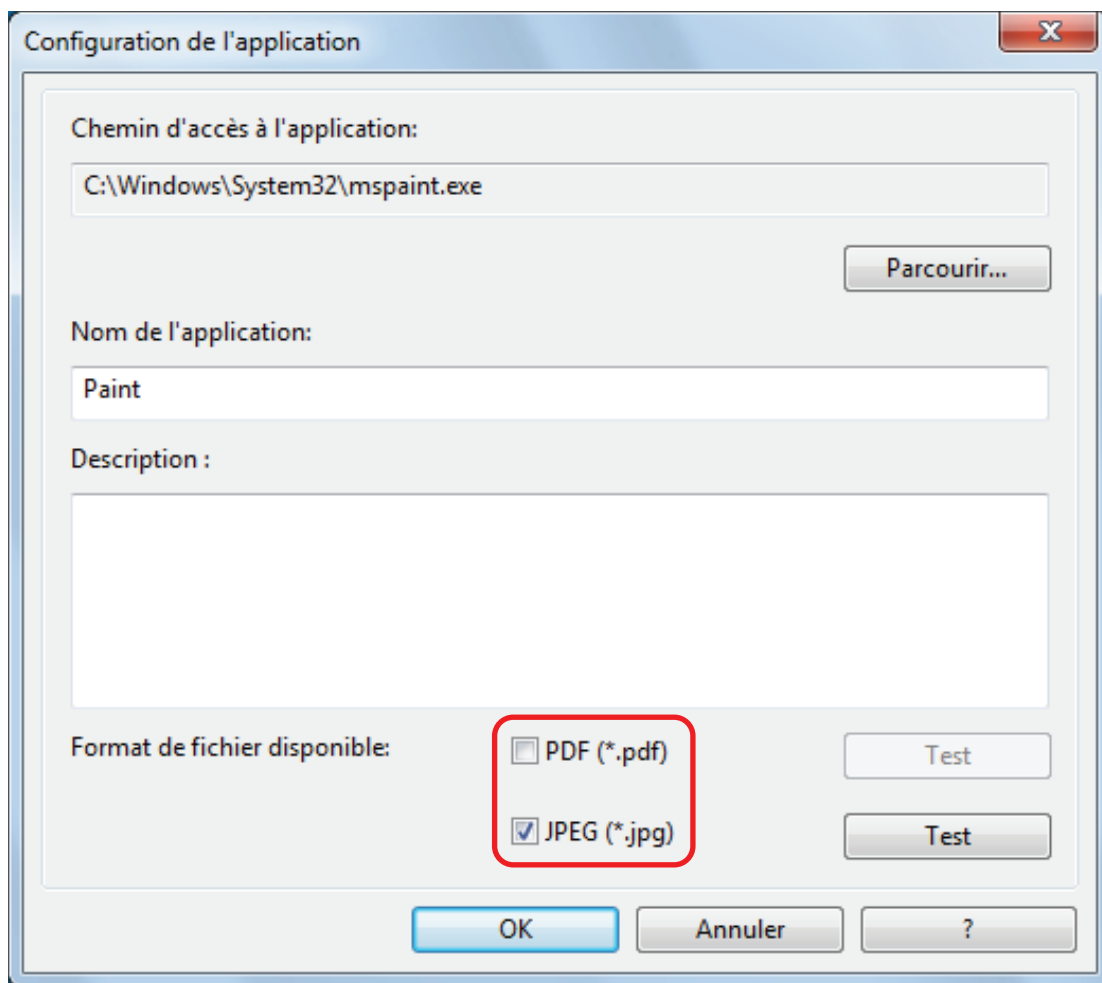 Configuration de l'application
x
Chemin d'accès à l'application:
C:\Windows\System32\mspaint.exe
Parcourir...
Nom de l'application:
Paint
Description :
Format de fichier disponible:
PDF (*.pdf)
Test
JPEG (*.jpg)
Test
OK
Annuler
?